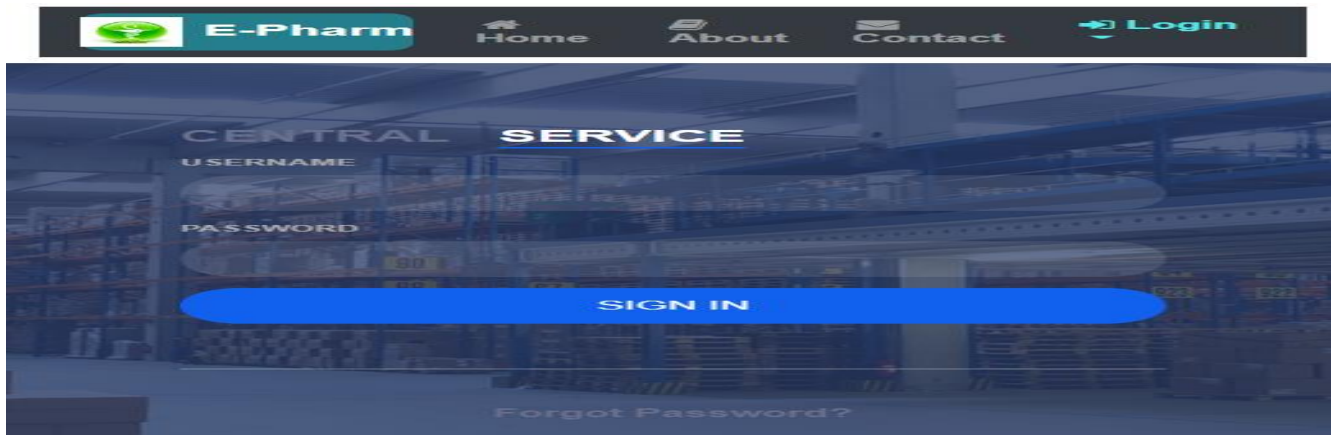 E-Pharm Home About Contact Login
CENTRAL SERVICE
USERNAME
PASSWORD
SIGN IN
Forgot Password?